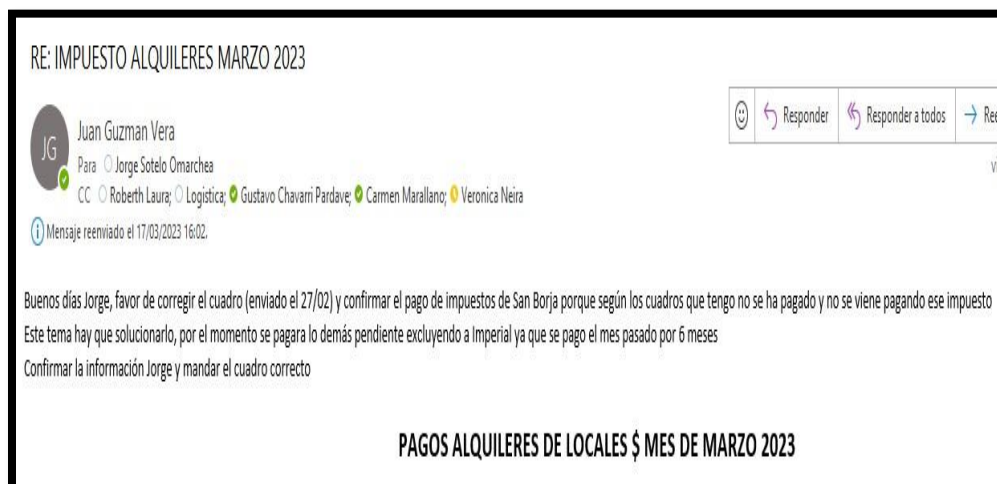 RE: IMPUESTO ALQUILERES MARZO 2023
JG
Juan Guzman Vera
Para Jorge Sotelo Omarchea
CC Roberth Laura; Logistica; Gustavo Chavarri Pardave; Carmen Marallano; Veronica Neira
Mensaje reenviado el 17/03/2023 16:02.
Responder
Responder a todos
Buenos días Jorge, favor de corregir el cuadro (enviado el 27/02) y confirmar el pago de impuestos de San Borja porque según los cuadros que tengo no se ha pagado y no se viene pagando ese impuesto
Este tema hay que solucionarlo, por el momento se pagara lo demás pendiente excluyendo a Imperial ya que se pago el mes pasado por 6 meses
Confirmar la información Jorge y mandar el cuadro correcto
PAGOS ALQUILERES DE LOCALES $ MES DE MARZO 2023